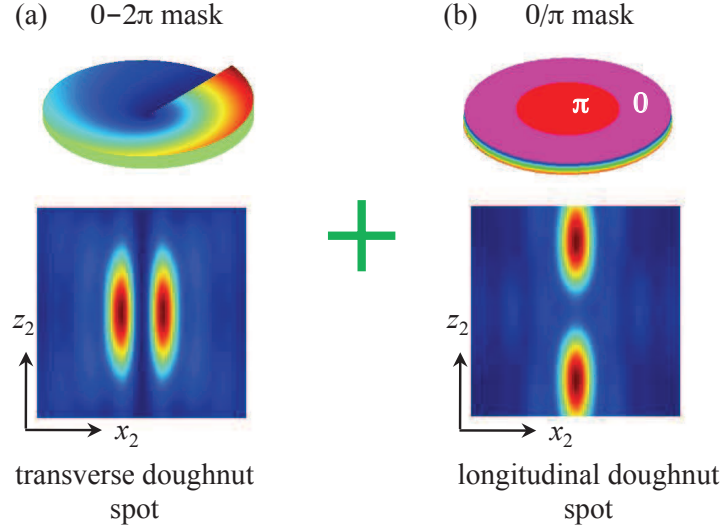 (a) 0−2π mask
(b) 0/π mask
π 0
z₂
x₂
z₂
x₂
transverse doughnut
spot
longitudinal doughnut
spot